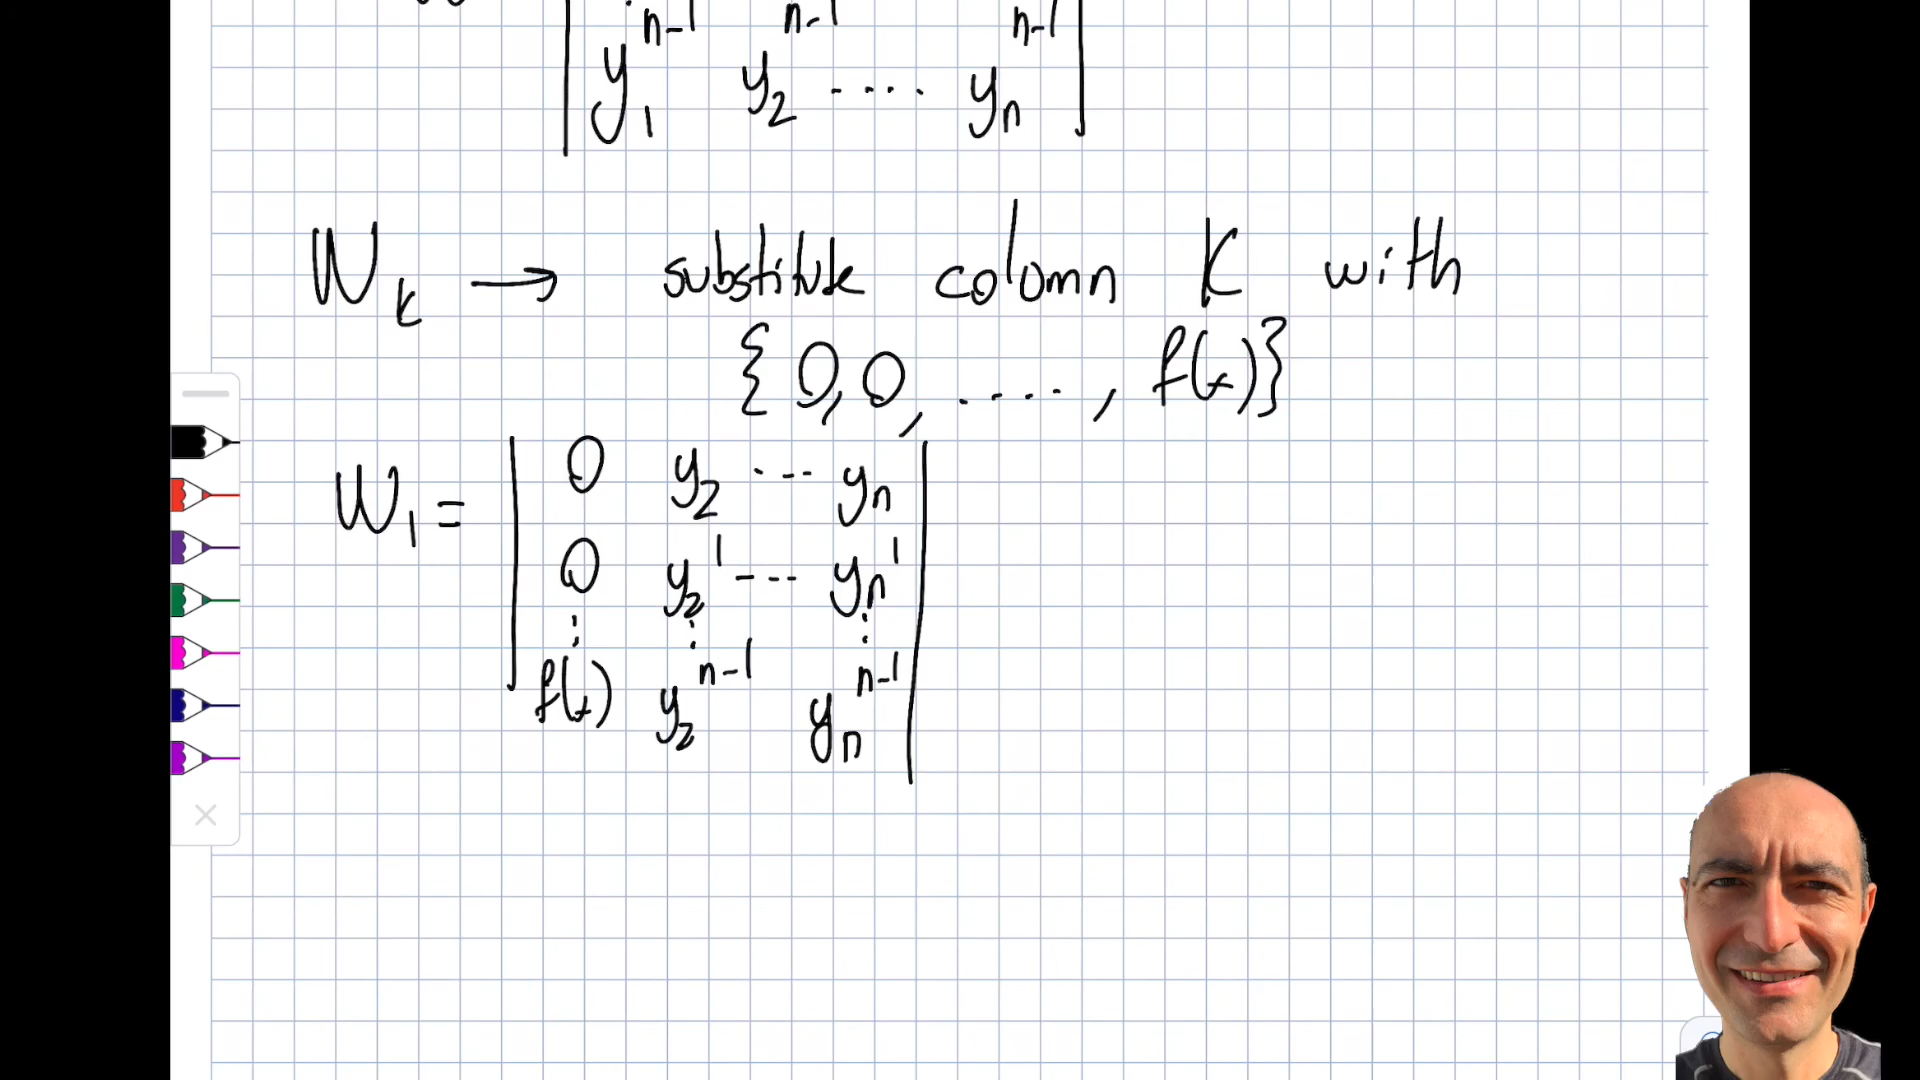 n-1 n-1 n-1
y1 y2 .... yn
Wk → substitute column K with
{0,0, ...., f(x)}
W1 = | 0 y2 ... yn |
0 y2' --- yn'
⋮ ⋮ ⋮
f(x) y2^n-1 yn^n-1